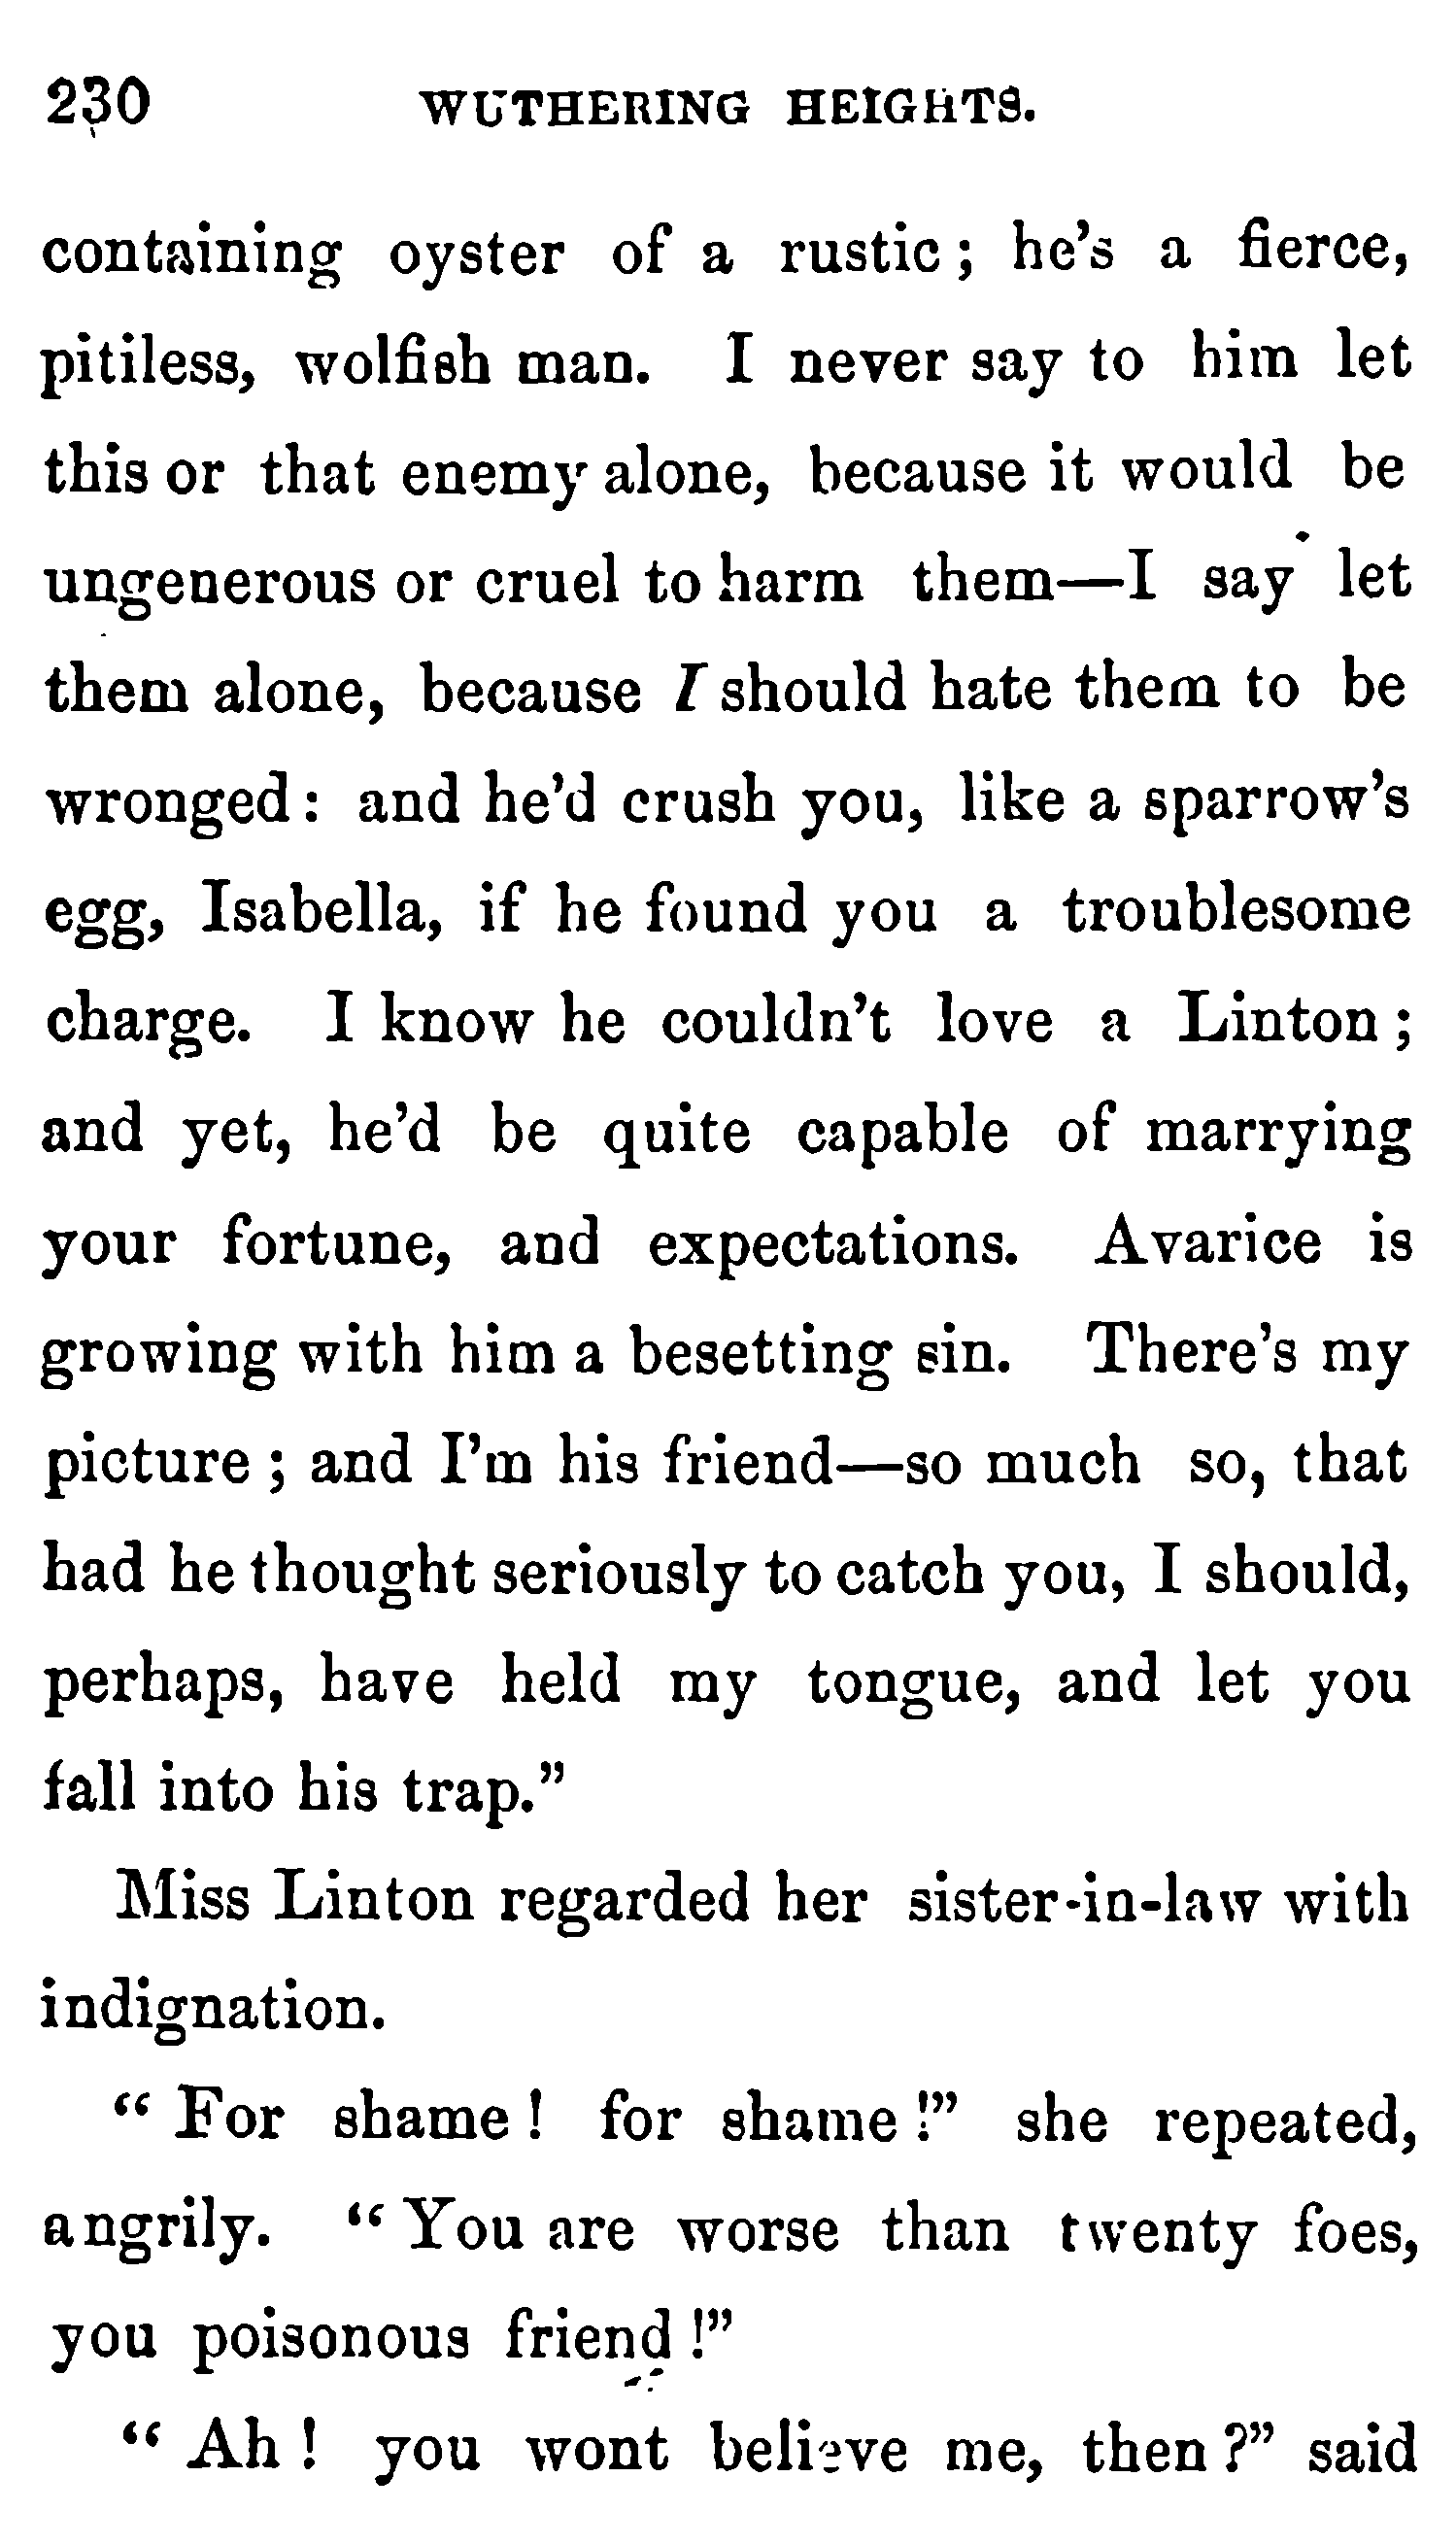 230 WUTHERING HEIGHTS.
containing oyster of a rustic; he's a fierce,
pitiless, wolfish man. I never say to him let
this or that enemy alone, because it would be
ungenerous or cruel to harm them—I say let
them alone, because I should hate them to be
wronged: and he'd crush you, like a sparrow's
egg, Isabella, if he found you a troublesome
charge. I know he couldn't love a Linton;
and yet, he'd be quite capable of marrying
your fortune, and expectations. Avarice is
growing with him a besetting sin. There's my
picture; and I'm his friend—so much so, that
had he thought seriously to catch you, I should,
perhaps, have held my tongue, and let you
fall into his trap."
Miss Linton regarded her sister-in-law with
indignation.
"For shame! for shame!" she repeated,
angrily. "You are worse than twenty foes,
you poisonous friend!"
"Ah! you wont believe me, then?" said